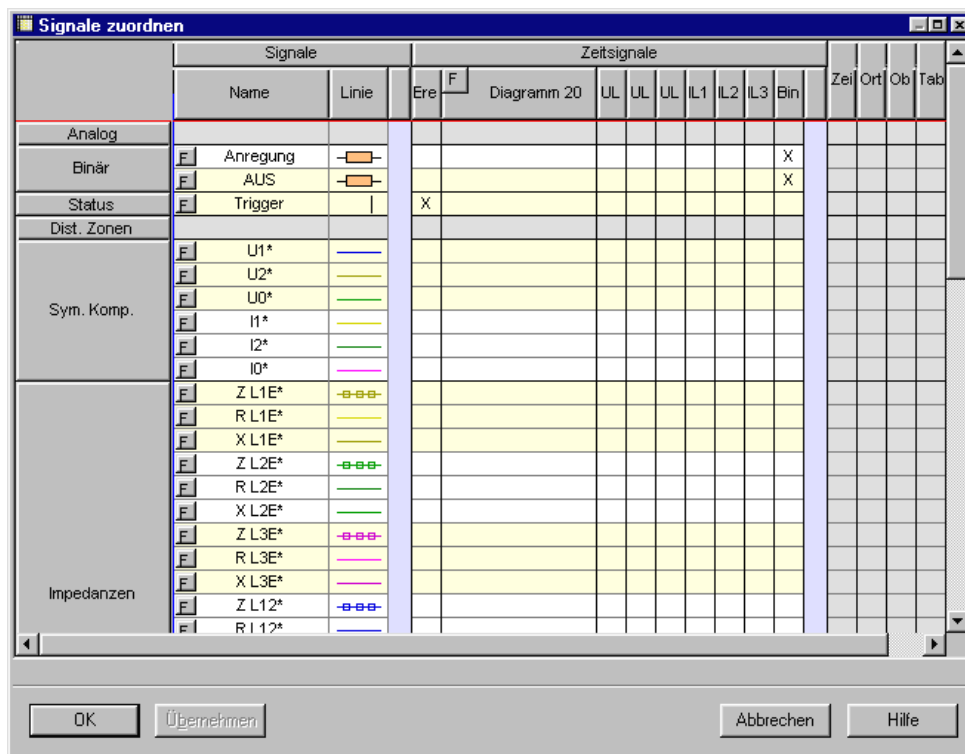 Signale zuordnen
Signale Zeitsignale
Name Linie Ere F Diagramm 20 UL UL UL IL1 IL2 IL3 Bin Zei Ort Ob Tab
Analog
Binär
F Anregung X
F AUS X
Status F Trigger X
Dist. Zonen
Sym. Komp.
F U1*
F U2*
F U0*
F I1*
F I2*
F I0*
Impedanzen
F Z L1E*
F R L1E*
F X L1E*
F Z L2E*
F R L2E*
F X L2E*
F Z L3E*
F R L3E*
F X L3E*
F Z L12*
F R L12*
OK Übernehmen Abbrechen Hilfe